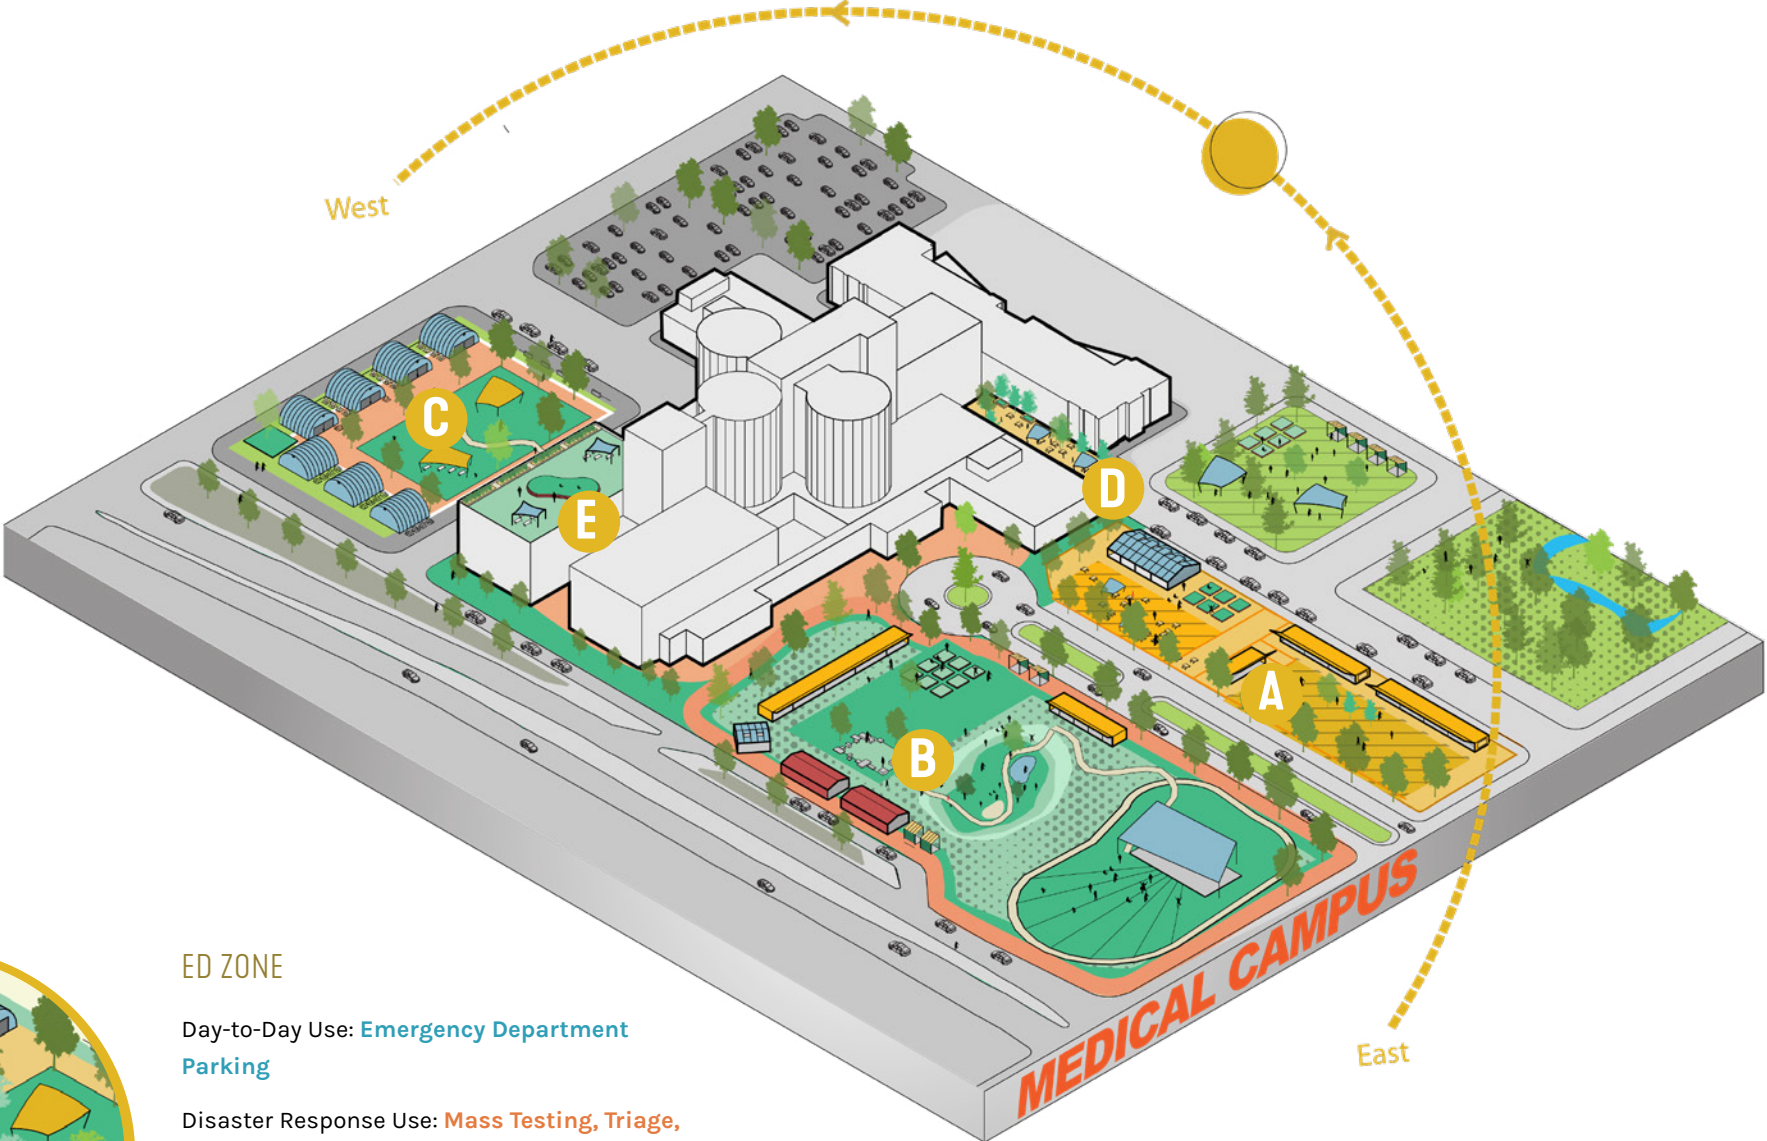 West
C
E
D
A
B
MEDICAL CAMPUS
East
ED ZONE
Day-to-Day Use: Emergency Department
Parking
Disaster Response Use: Mass Testing, Triage,